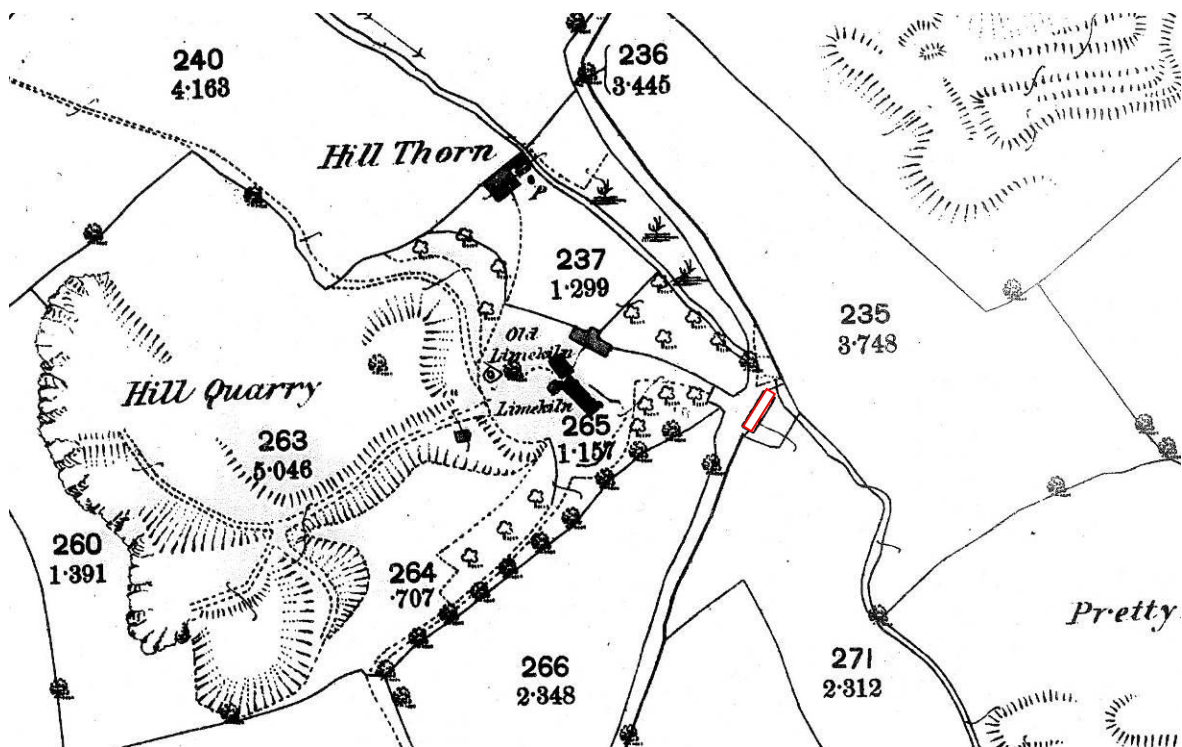 240
4·163
236
3·445
Hill Thorn
P
237
1·299
235
3·748
Old
Limekiln
Hill Quarry
Limekiln
263
5·046
265
1·157
260
1·391
264
·707
266
2·348
271
2·312
Pretty